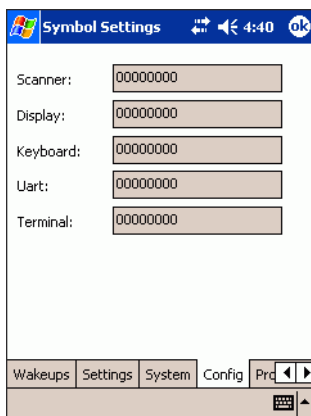 Symbol Settings 4:40 ok
Scanner: 00000000
Display: 00000000
Keyboard: 00000000
Uart: 00000000
Terminal: 00000000
Wakeups Settings System Config Prc